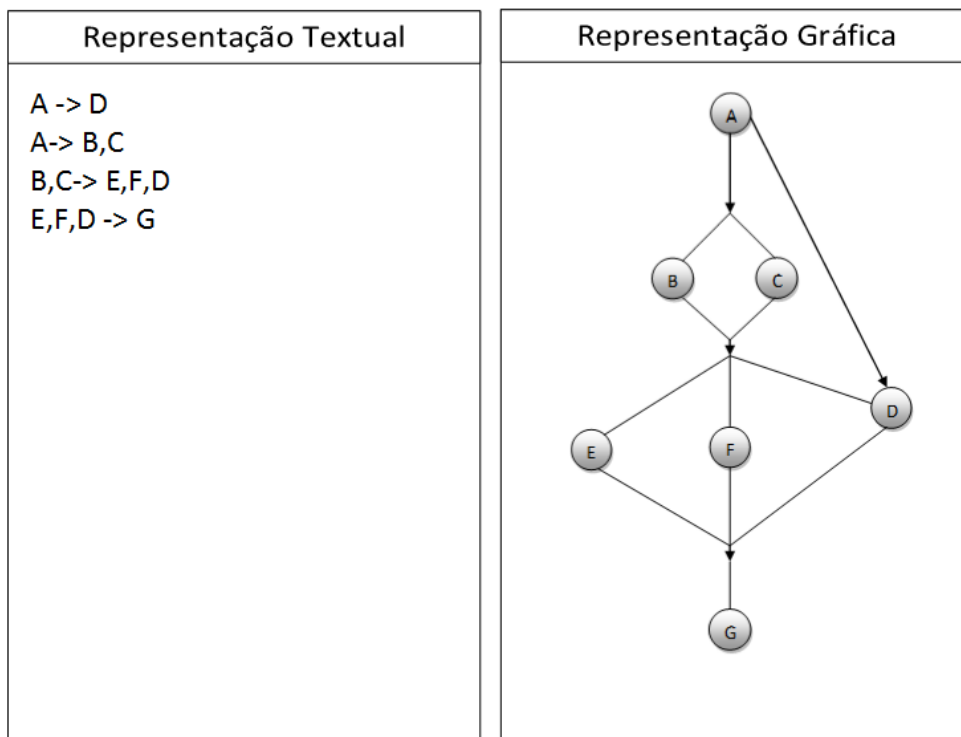 Representação Textual
A -> D
A-> B,C
B,C-> E,F,D
E,F,D -> G
Representação Gráfica
A
B
C
D
E
F
G